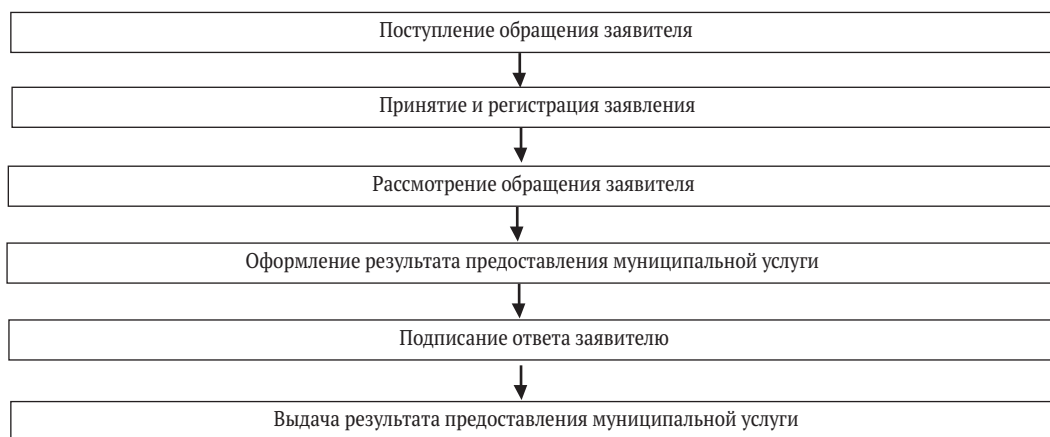 Поступление обращения заявителя
Принятие и регистрация заявления
Рассмотрение обращения заявителя
Оформление результата предоставления муниципальной услуги
Подписание ответа заявителю
Выдача результата предоставления муниципальной услуги